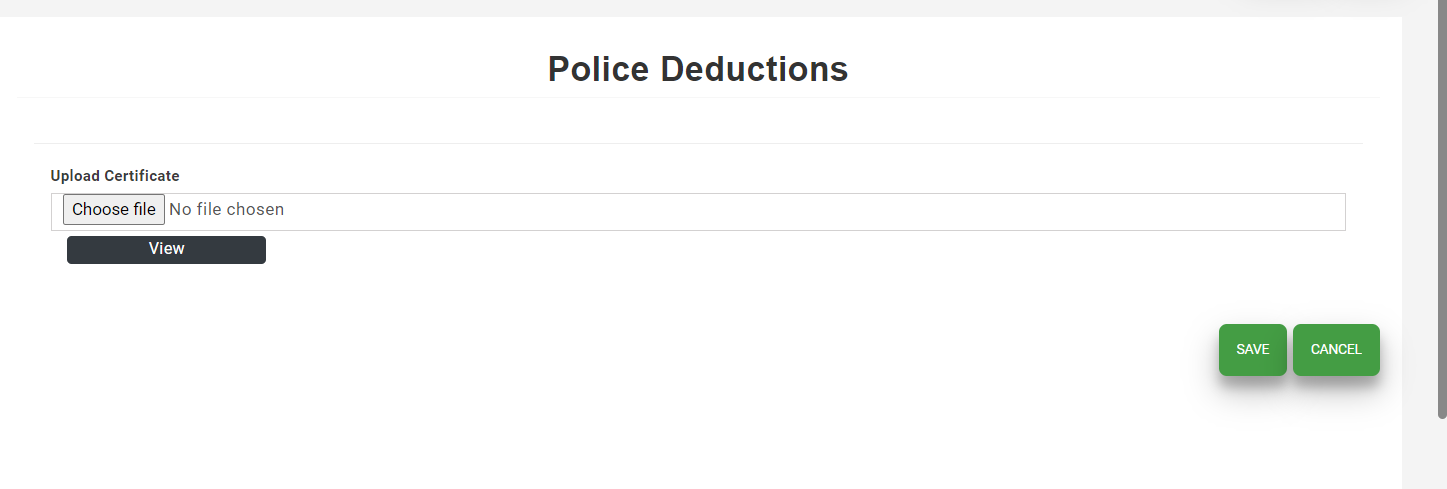 Police Deductions
Upload Certificate
Choose file No file chosen
View
SAVE CANCEL